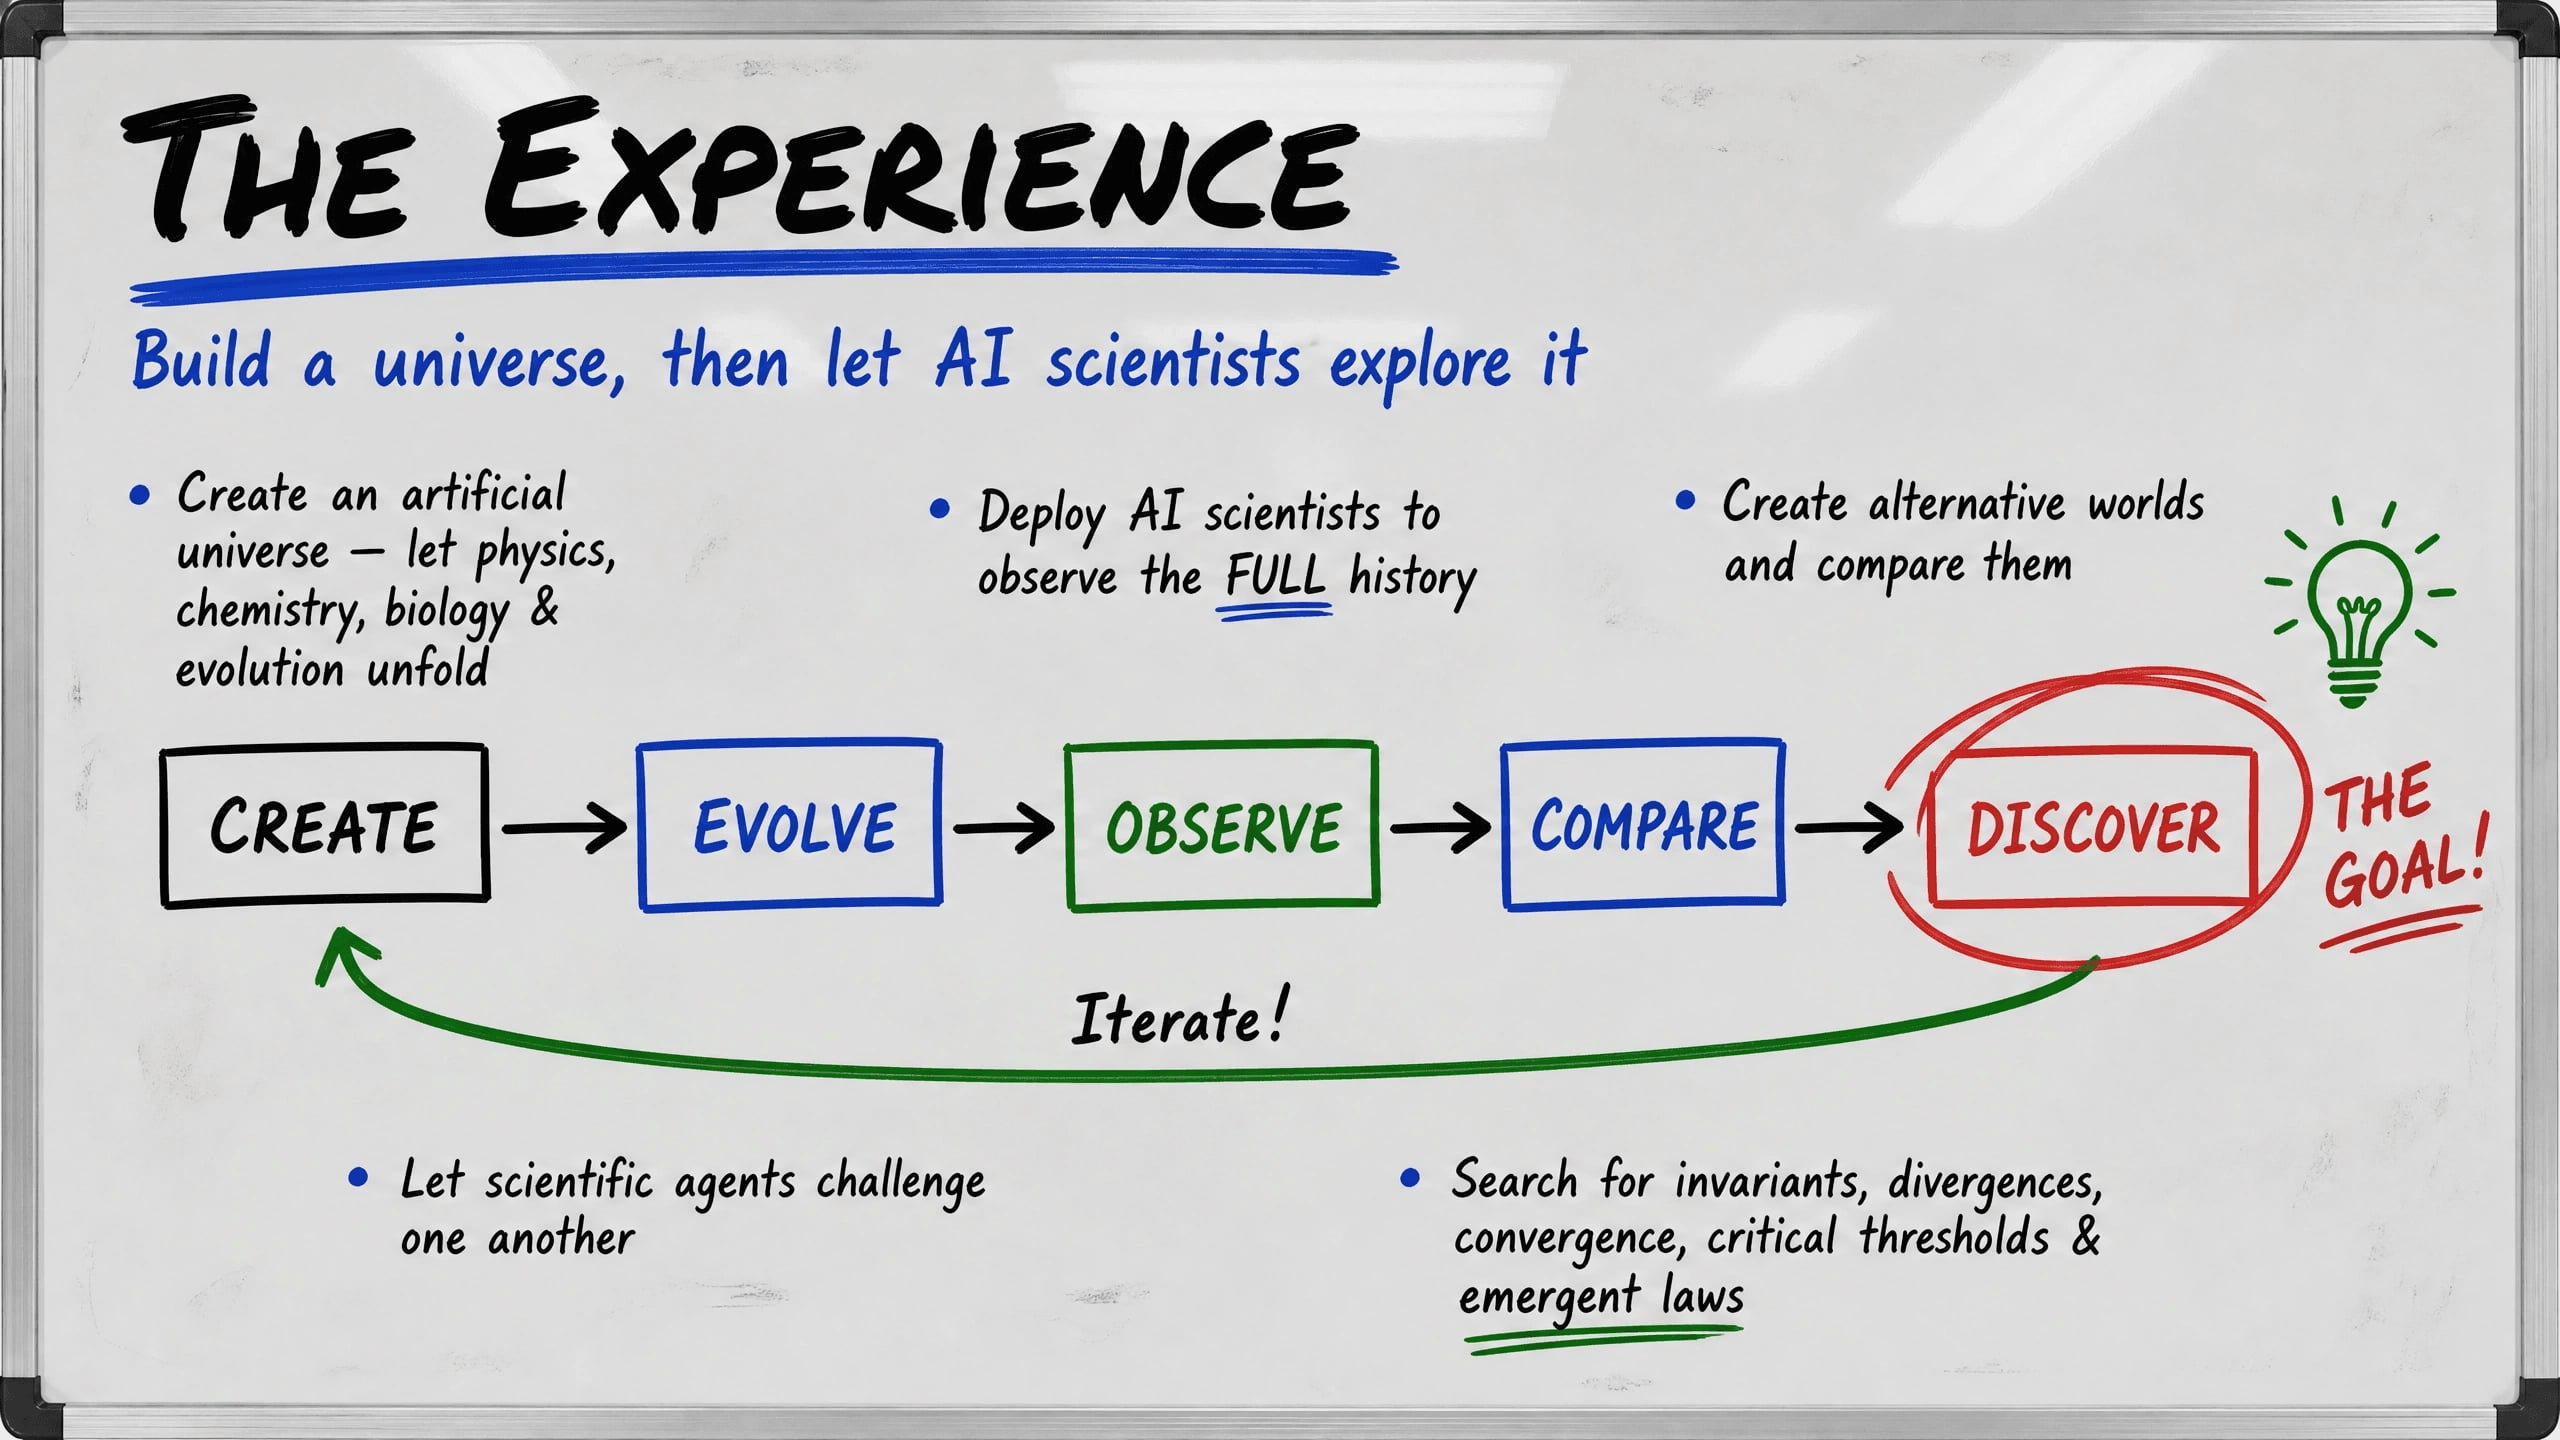 THE EXPERIENCE
Build a universe, then let AI scientists explore it
• Create an artificial
universe — let physics,
chemistry, biology &
evolution unfold
• Deploy AI scientists to
observe the FULL history
• Create alternative worlds
and compare them
CREATE
EVOLVE
OBSERVE
COMPARE
DISCOVER
THE
GOAL!
Iterate!
• Let scientific agents challenge
one another
• Search for invariants, divergences,
convergence, critical thresholds &
emergent laws